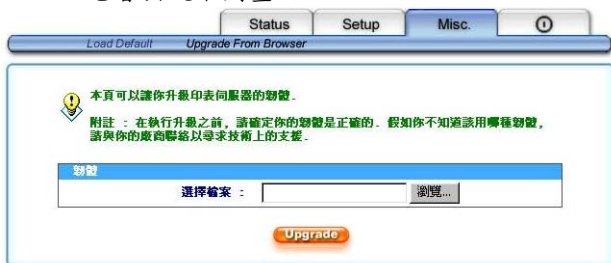 Status Setup Misc.
Load Default Upgrade From Browser
本頁可以讓你升級印表伺服器的韌體.
附註 : 在執行升級之前, 請確定你的韌體是正確的. 假如你不知道該用哪種韌體,
請與你的廠商聯絡以尋求技術上的支援.
韌體
選擇檔案 :
瀏覽...
Upgrade